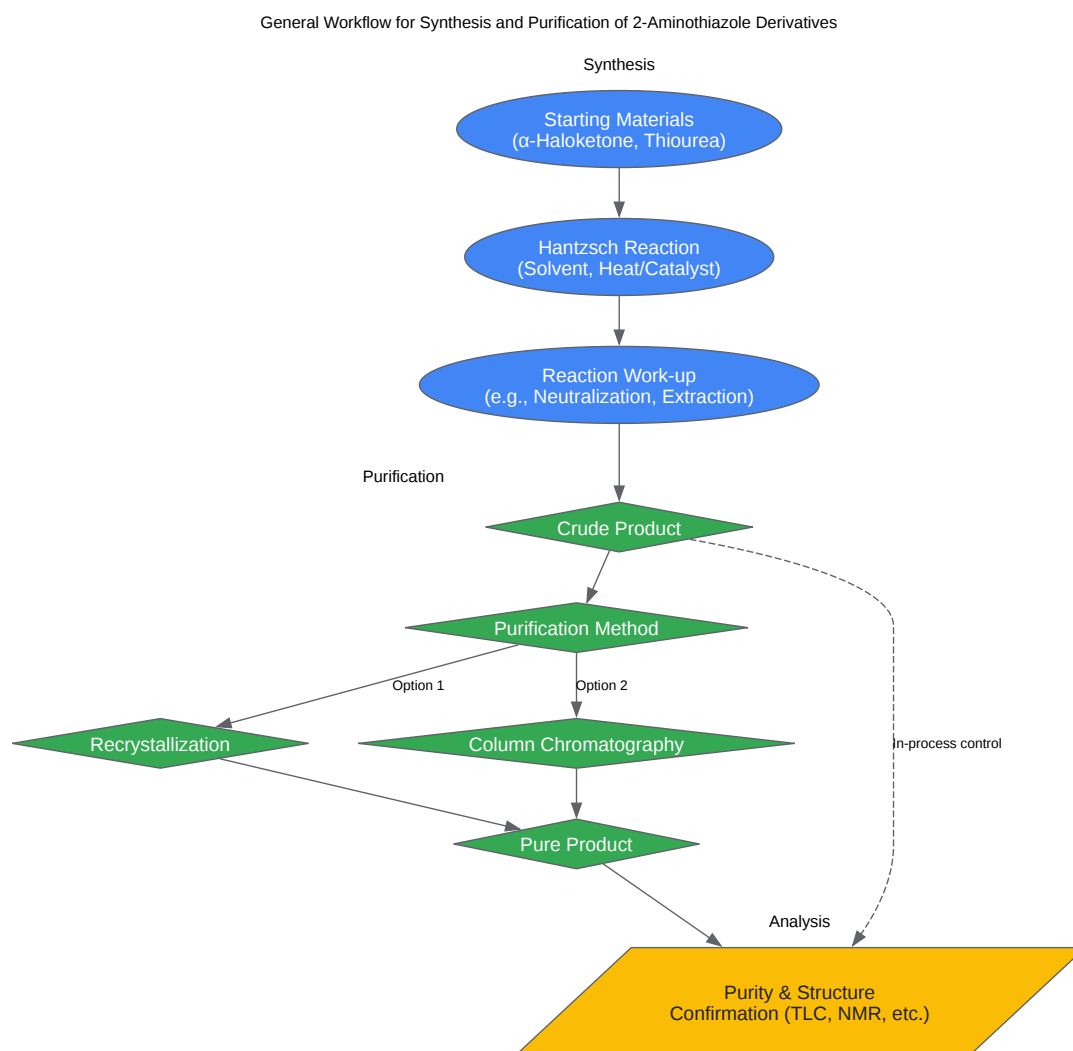 General Workflow for Synthesis and Purification of 2-Aminothiazole Derivatives
Synthesis
Starting Materials
(α-Haloketone, Thiourea)
Hantzsch Reaction
(Solvent, Heat/Catalyst)
Reaction Work-up
(e.g., Neutralization, Extraction)
Purification
Crude Product
Purification Method
Option 1
Option 2
Recrystallization
Column Chromatography
In-process control
Pure Product
Analysis
Purity & Structure
Confirmation (TLC, NMR, etc.)